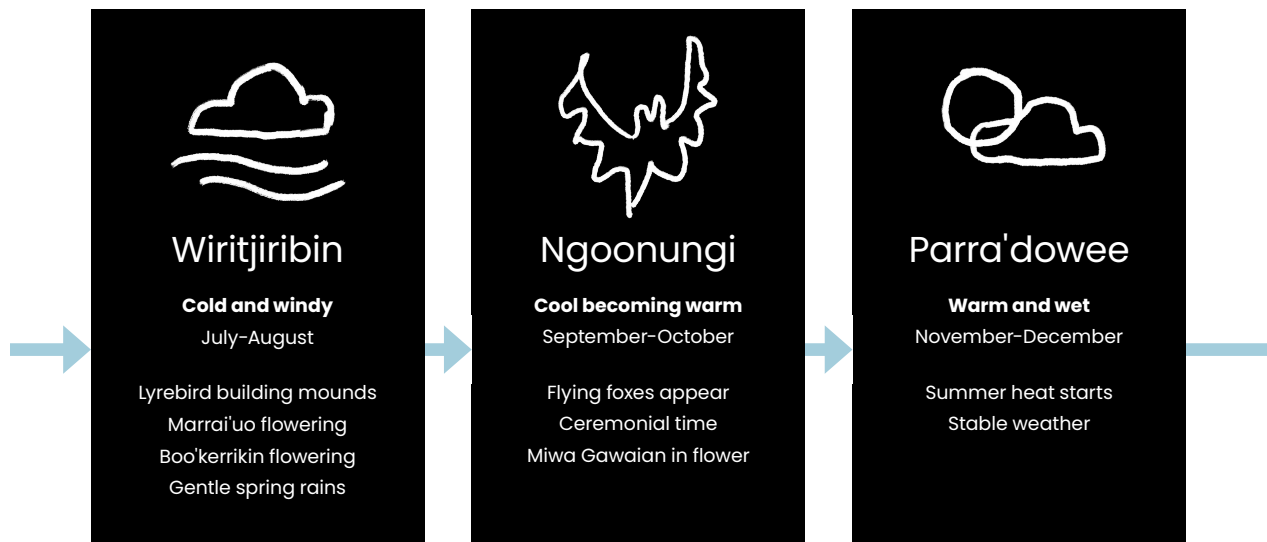 Wiritjiribin
Cold and windy
July-August
Lyrebird building mounds
Marrai'uo flowering
Boo'kerrikin flowering
Gentle spring rains
Ngoonungi
Cool becoming warm
September-October
Flying foxes appear
Ceremonial time
Miwa Gawaian in flower
Parra'dowee
Warm and wet
November-December
Summer heat starts
Stable weather